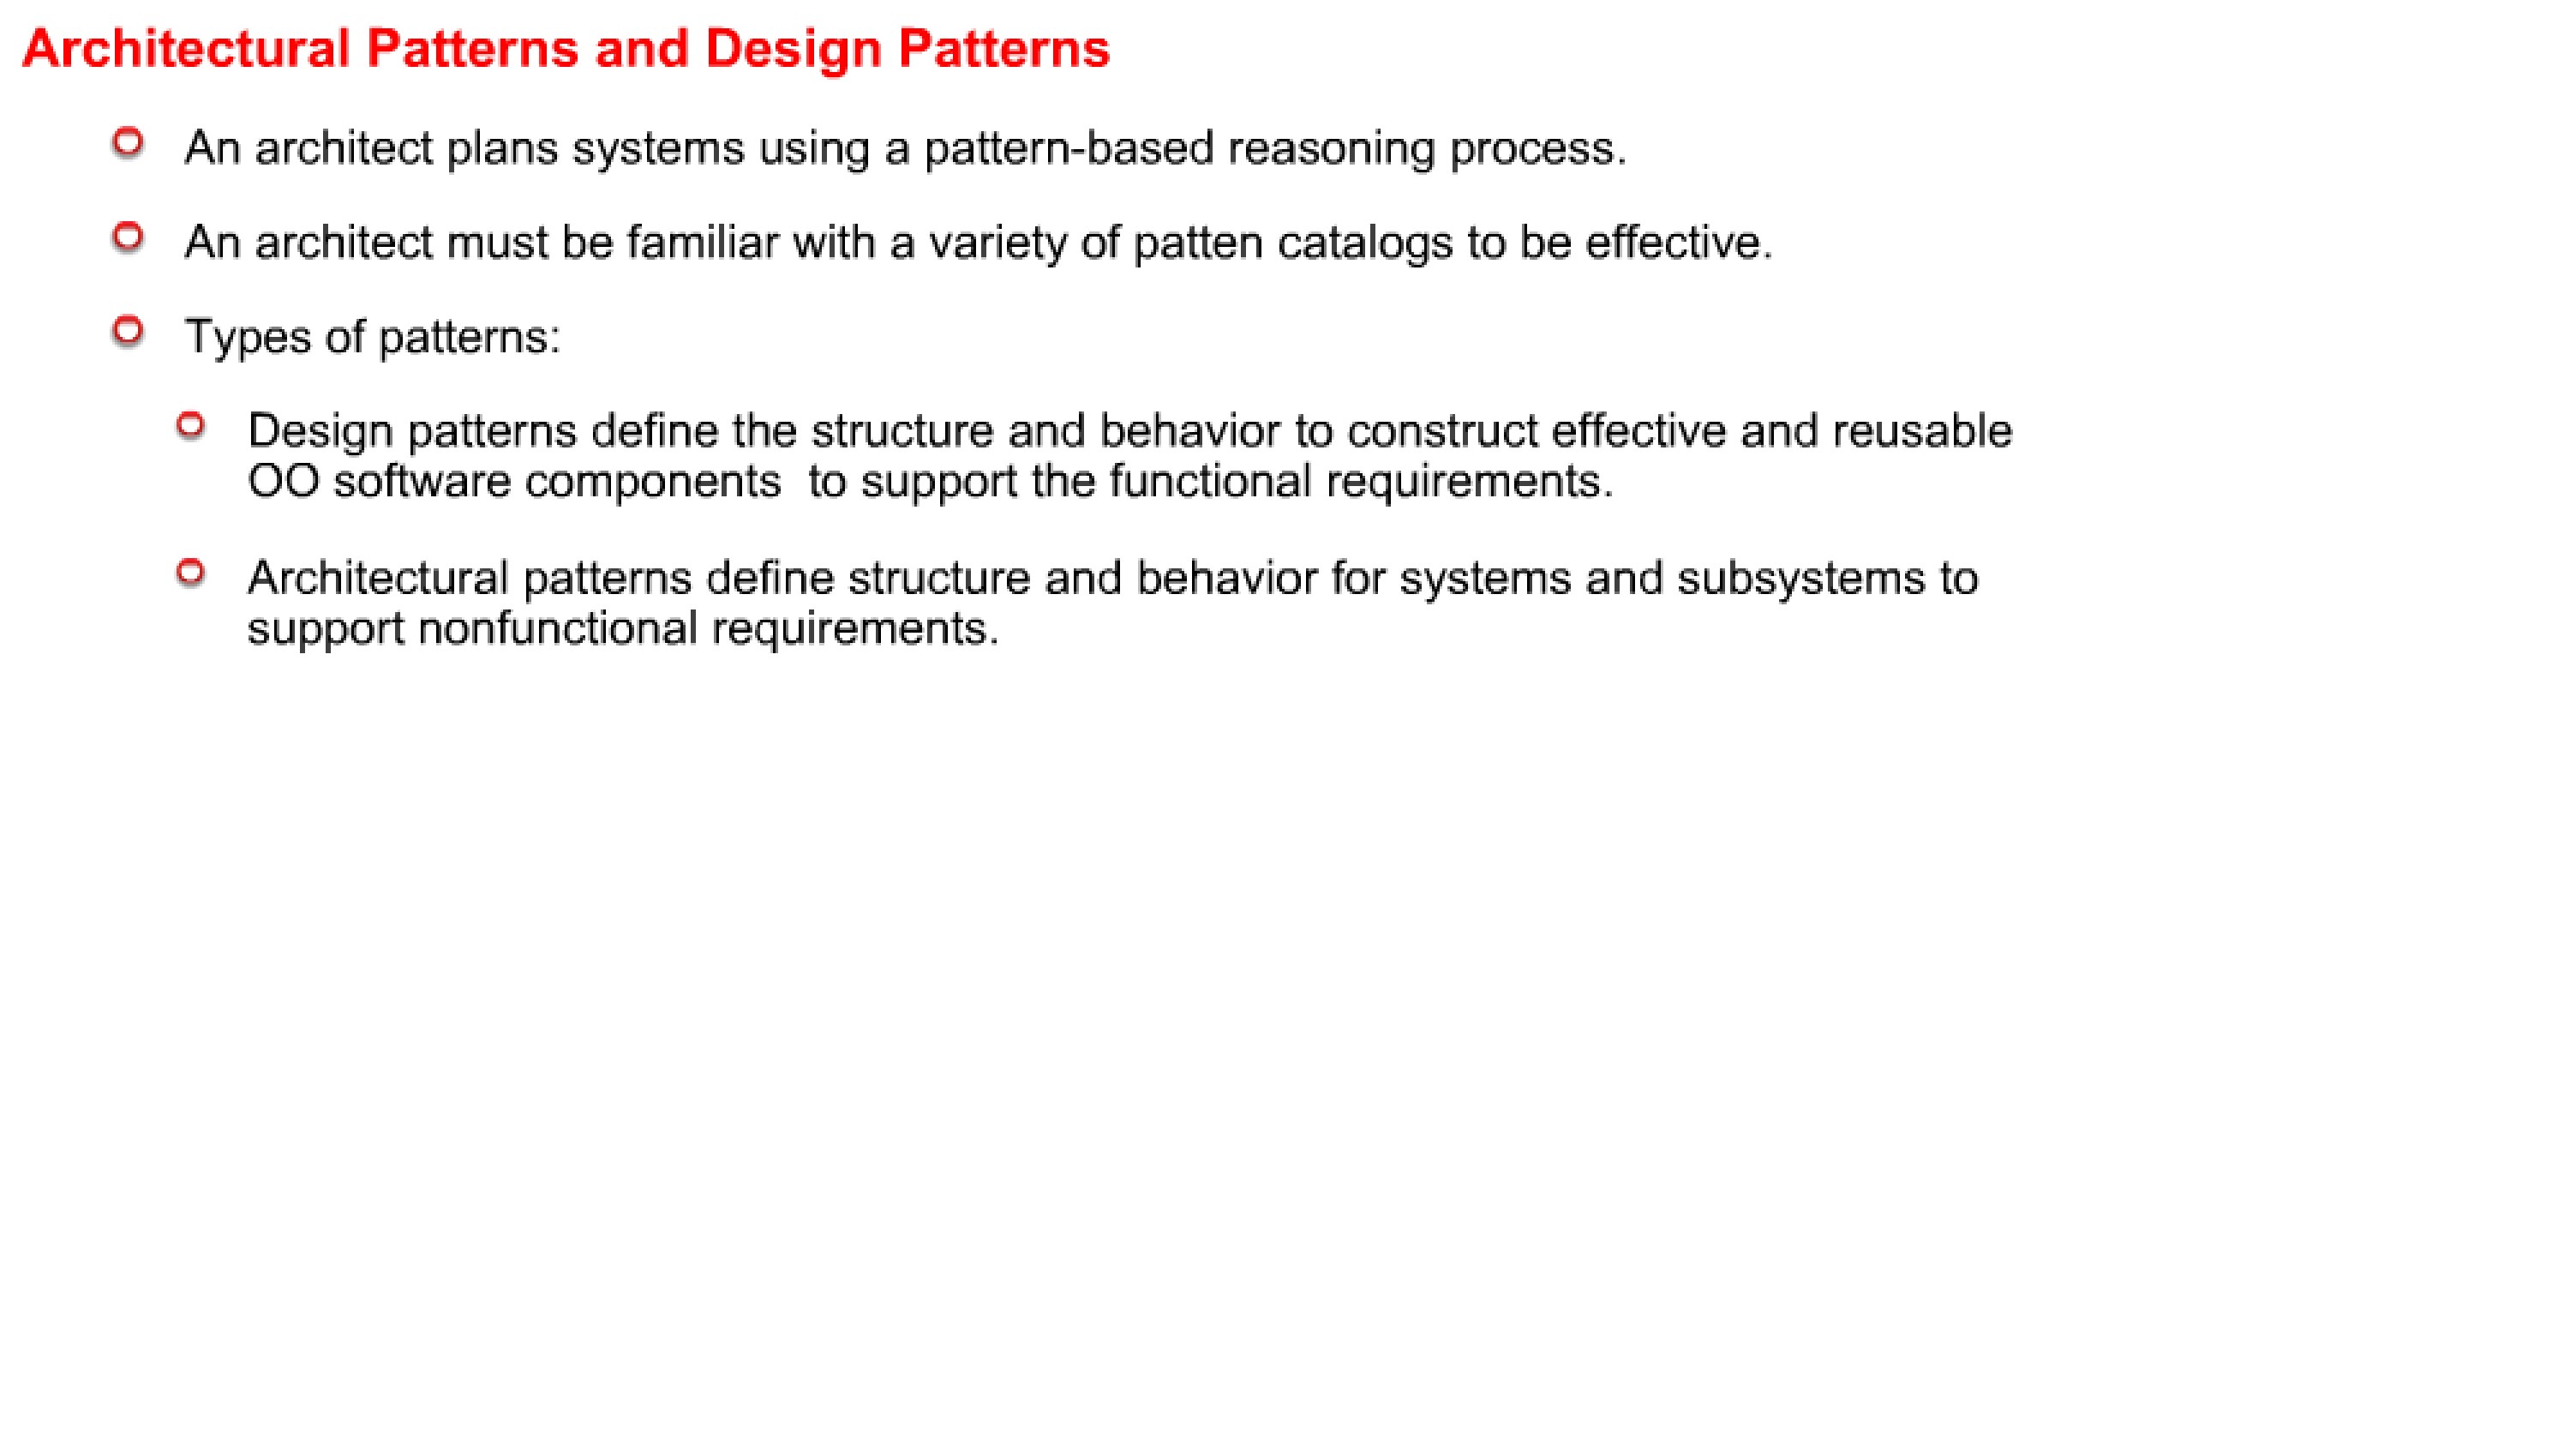 Architectural Patterns and Design Patterns
An architect plans systems using a pattern-based reasoning process.
An architect must be familiar with a variety of patten catalogs to be effective.
Types of patterns:
Design patterns define the structure and behavior to construct effective and reusable
OO software components  to support the functional requirements.
Architectural patterns define structure and behavior for systems and subsystems to
support nonfunctional requirements.